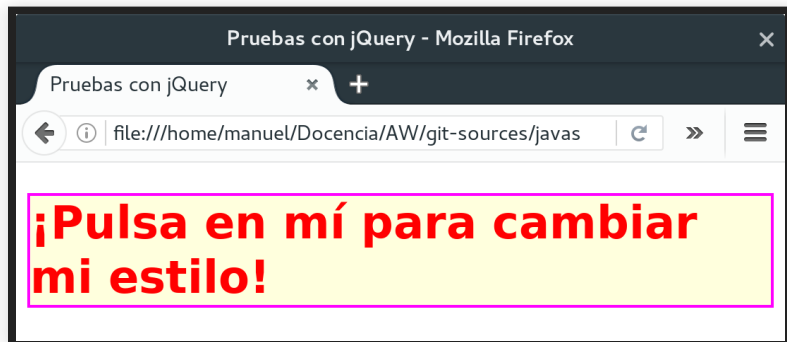 Pruebas con jQuery - Mozilla Firefox
Pruebas con jQuery
file:///home/manuel/Docencia/AW/git-sources/javas
¡Pulsa en mí para cambiar
mi estilo!